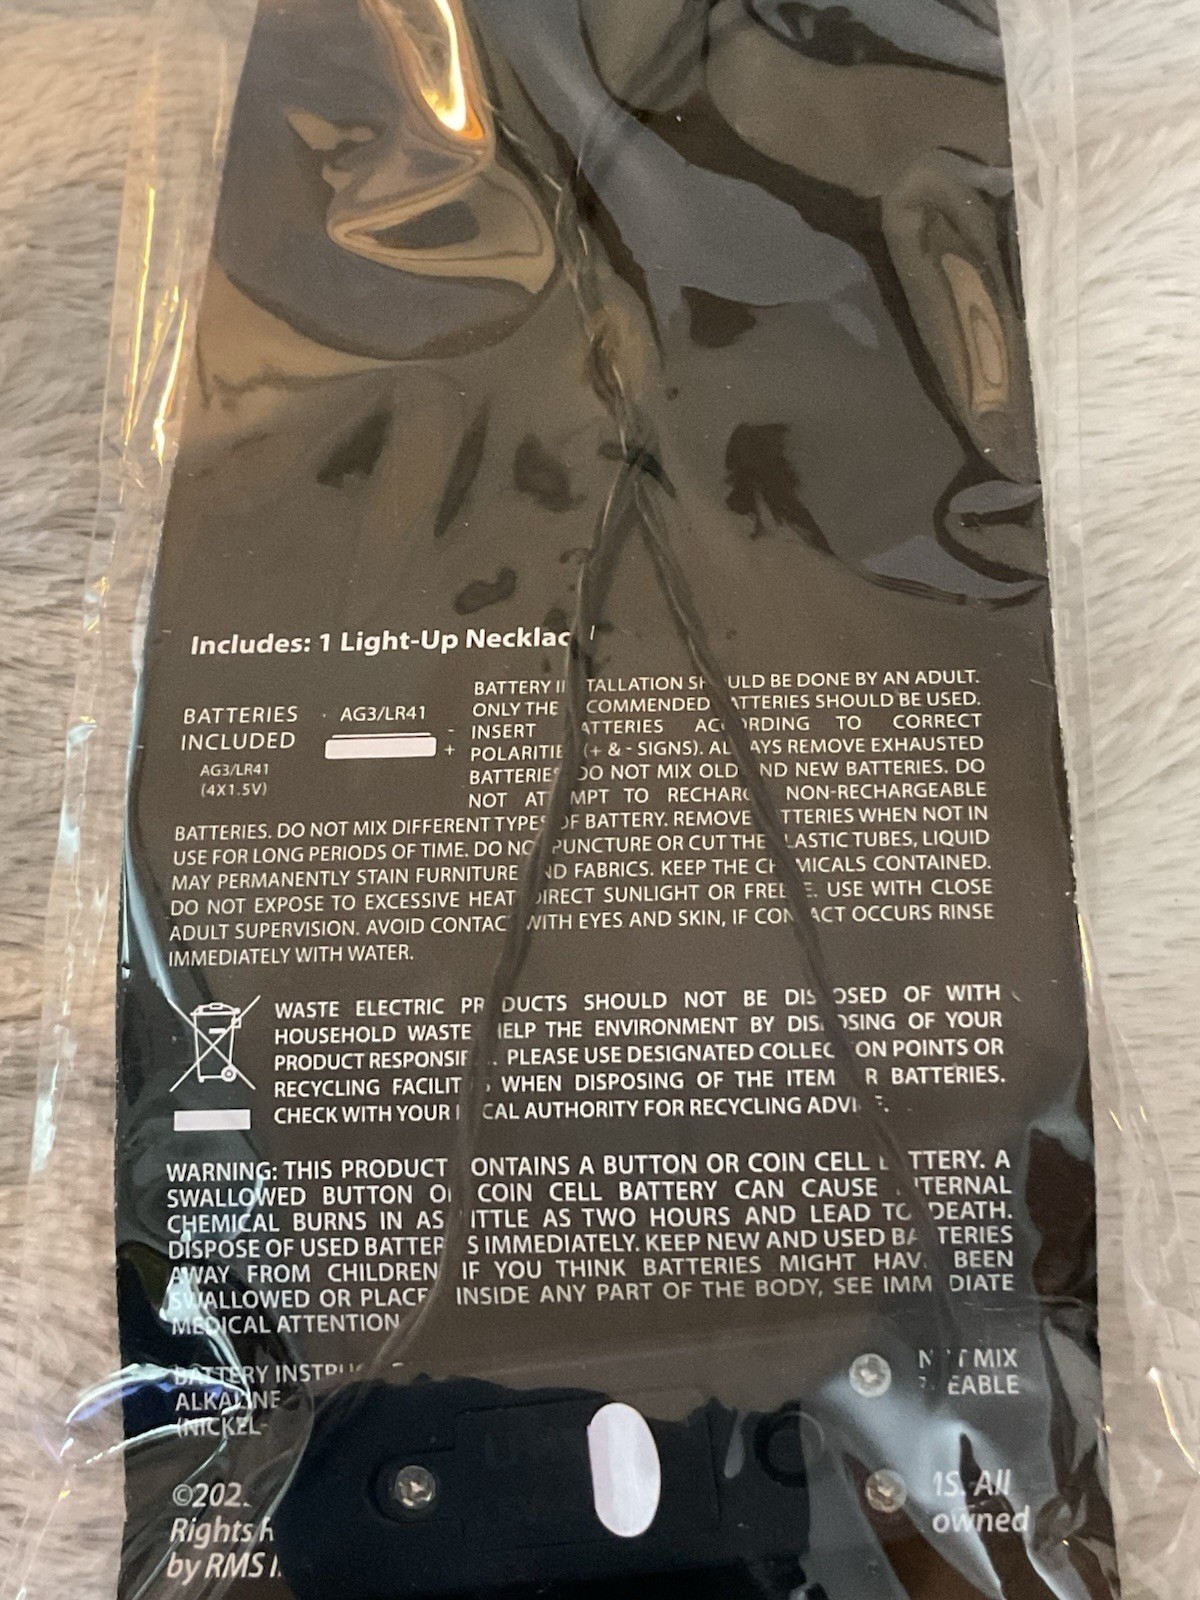 Includes: 1 Light-Up Necklac
BATTERIES
INCLUDED
AG3/LR41
(4X1.5V)
AG3/LR41
-
+
BATTERY I TALLATION SH ULD BE DONE BY AN ADULT.
ONLY THE COMMENDED ATTERIES SHOULD BE USED.
INSERT ATTERIES ACCORDING TO CORRECT
POLARITIE (+ & - SIGNS). AL AYS REMOVE EXHAUSTED
BATTERIES DO NOT MIX OLD ND NEW BATTERIES. DO
NOT AT MPT TO RECHARG NON-RECHARGEABLE
BATTERIES. DO NOT MIX DIFFERENT TYPES OF BATTERY. REMOVE TTERIES WHEN NOT IN
USE FOR LONG PERIODS OF TIME. DO NO PUNCTURE OR CUT THE LASTIC TUBES, LIQUID
MAY PERMANENTLY STAIN FURNITURE ND FABRICS. KEEP THE CH MICALS CONTAINED.
DO NOT EXPOSE TO EXCESSIVE HEAT DIRECT SUNLIGHT OR FREE E. USE WITH CLOSE
ADULT SUPERVISION. AVOID CONTAC WITH EYES AND SKIN, IF CON ACT OCCURS RINSE
IMMEDIATELY WITH WATER.
WASTE ELECTRIC PR DUCTS SHOULD NOT BE DIS OSED OF WITH
HOUSEHOLD WASTE HELP THE ENVIRONMENT BY DIS OSING OF YOUR
PRODUCT RESPONSIB . PLEASE USE DESIGNATED COLLEC ON POINTS OR
RECYCLING FACILIT S WHEN DISPOSING OF THE ITEM R BATTERIES.
CHECK WITH YOUR CAL AUTHORITY FOR RECYCLING ADVI E.
WARNING: THIS PRODUCT ONTAINS A BUTTON OR COIN CELL TTERY. A
SWALLOWED BUTTON O COIN CELL BATTERY CAN CAUSE TERNAL
CHEMICAL BURNS IN AS ITTLE AS TWO HOURS AND LEAD TO DEATH.
DISPOSE OF USED BATTER S IMMEDIATELY. KEEP NEW AND USED BA TERIES
AWAY FROM CHILDREN IF YOU THINK BATTERIES MIGHT HAV BEEN
SWALLOWED OR PLACE INSIDE ANY PART OF THE BODY, SEE IMM DIATE
MEDICAL ATTENTION
BATTERY INSTRU N T MIX
ALKALINE EABLE
(NICKEL-
©202 1S. All
Rights R owned
by RMS I